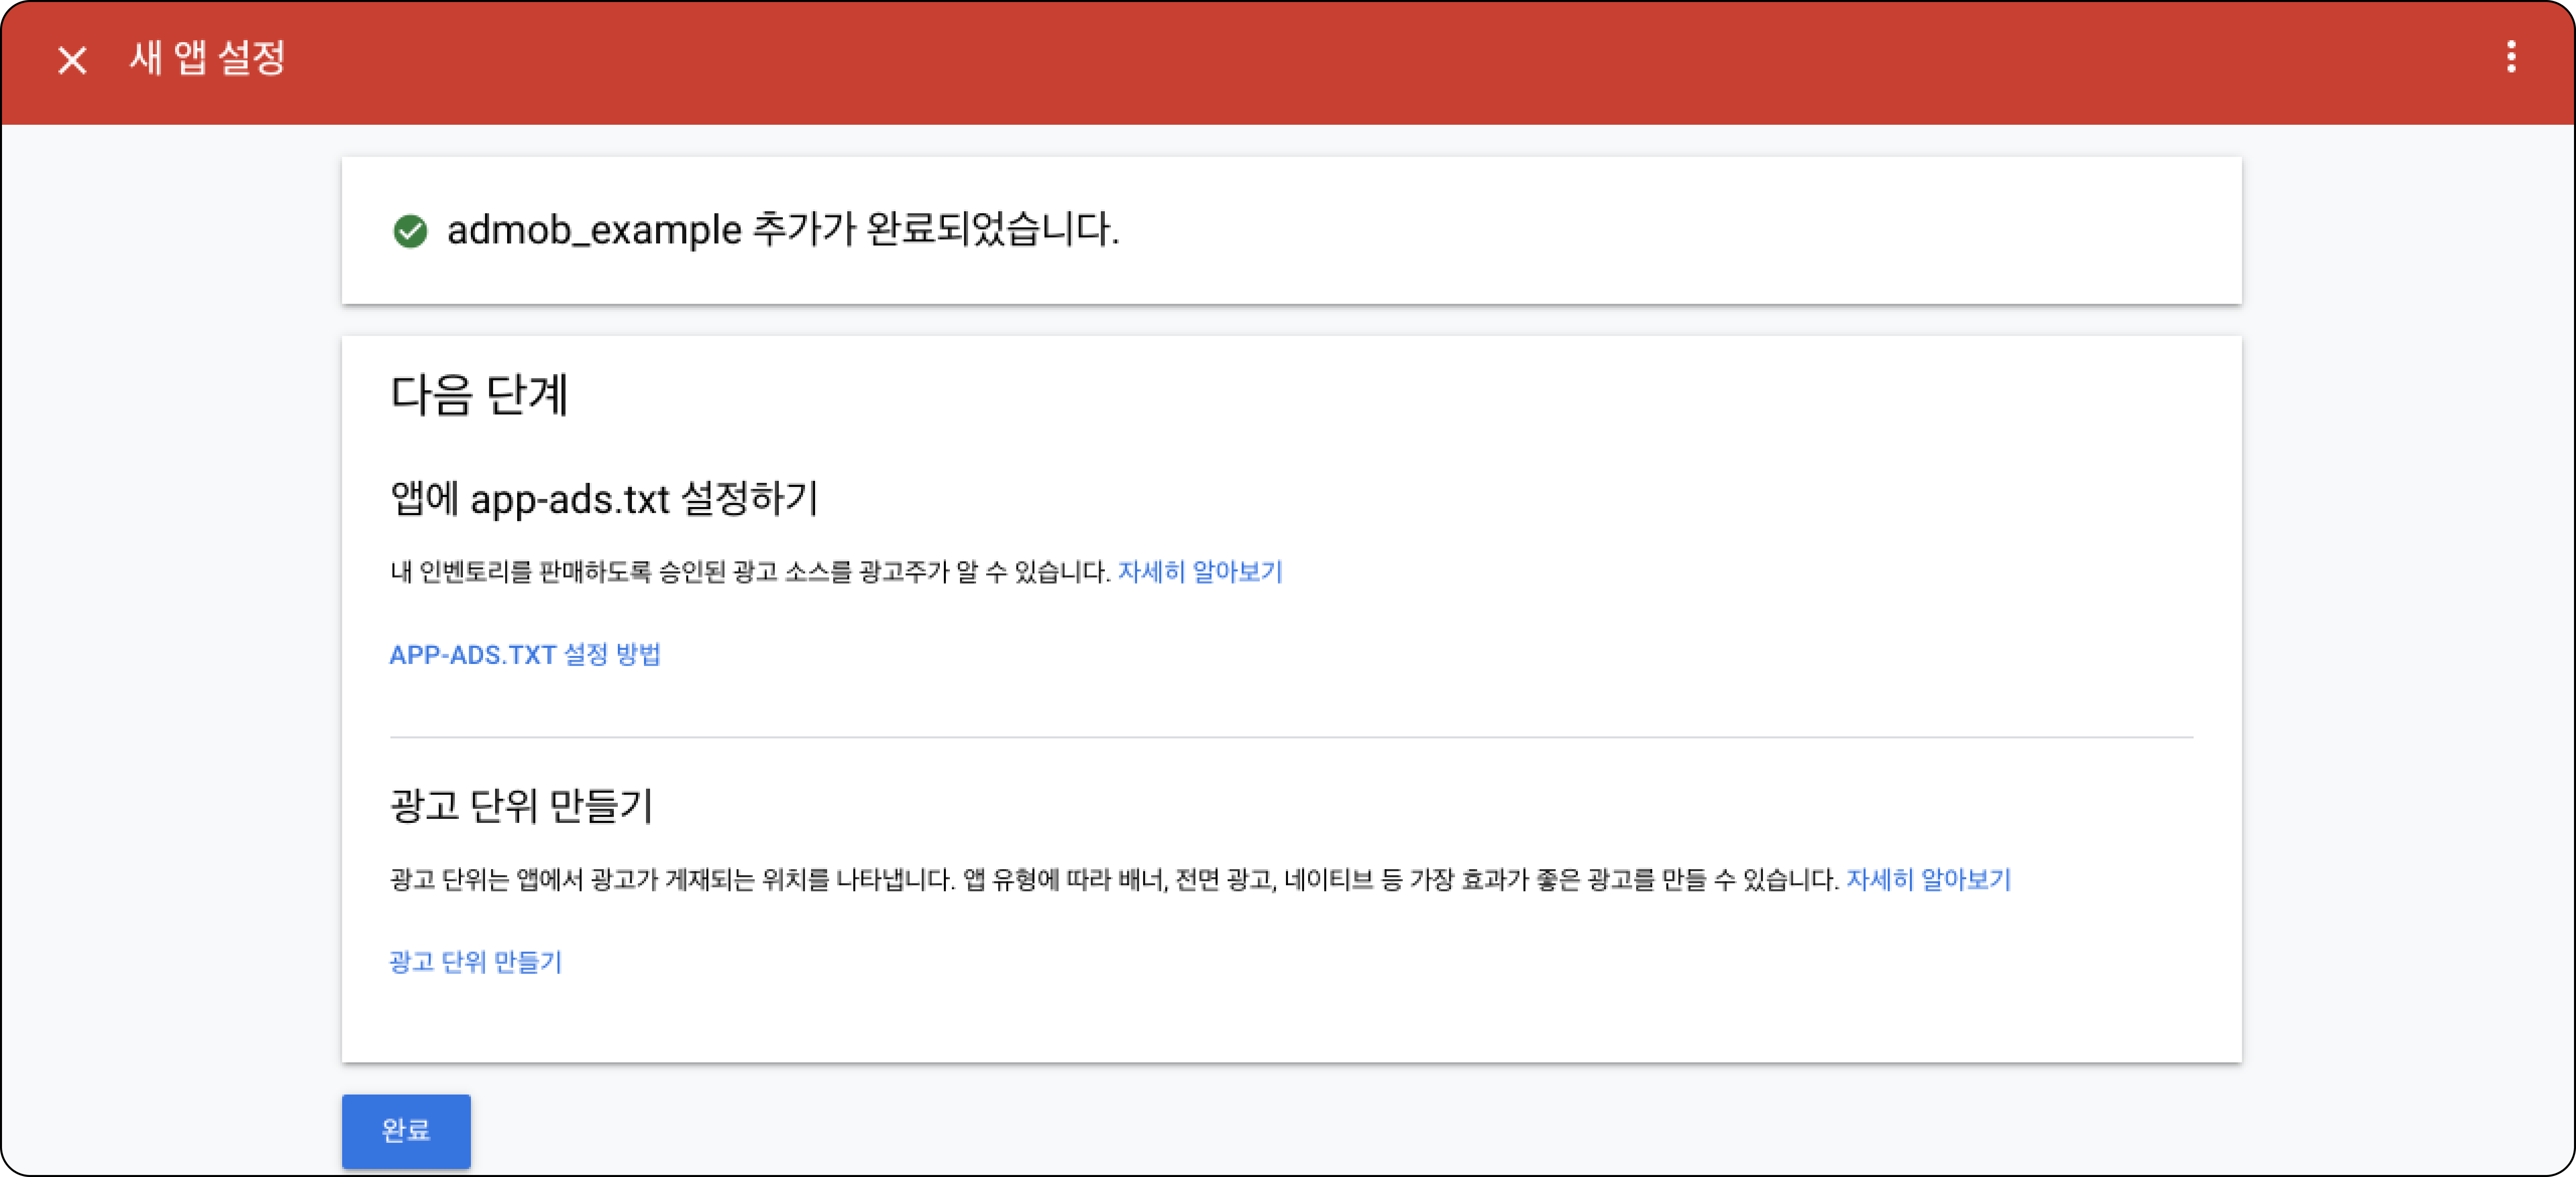 새 앱 설정
admob_example 추가가 완료되었습니다.
다음 단계
앱에 app-ads.txt 설정하기
내 인벤토리를 판매하도록 승인된 광고 소스를 광고주가 알 수 있습니다. 자세히 알아보기
APP-ADS.TXT 설정 방법
광고 단위 만들기
광고 단위는 앱에서 광고가 게재되는 위치를 나타냅니다. 앱 유형에 따라 배너, 전면 광고, 네이티브 등 가장 효과가 좋은 광고를 만들 수 있습니다. 자세히 알아보기
광고 단위 만들기
완료